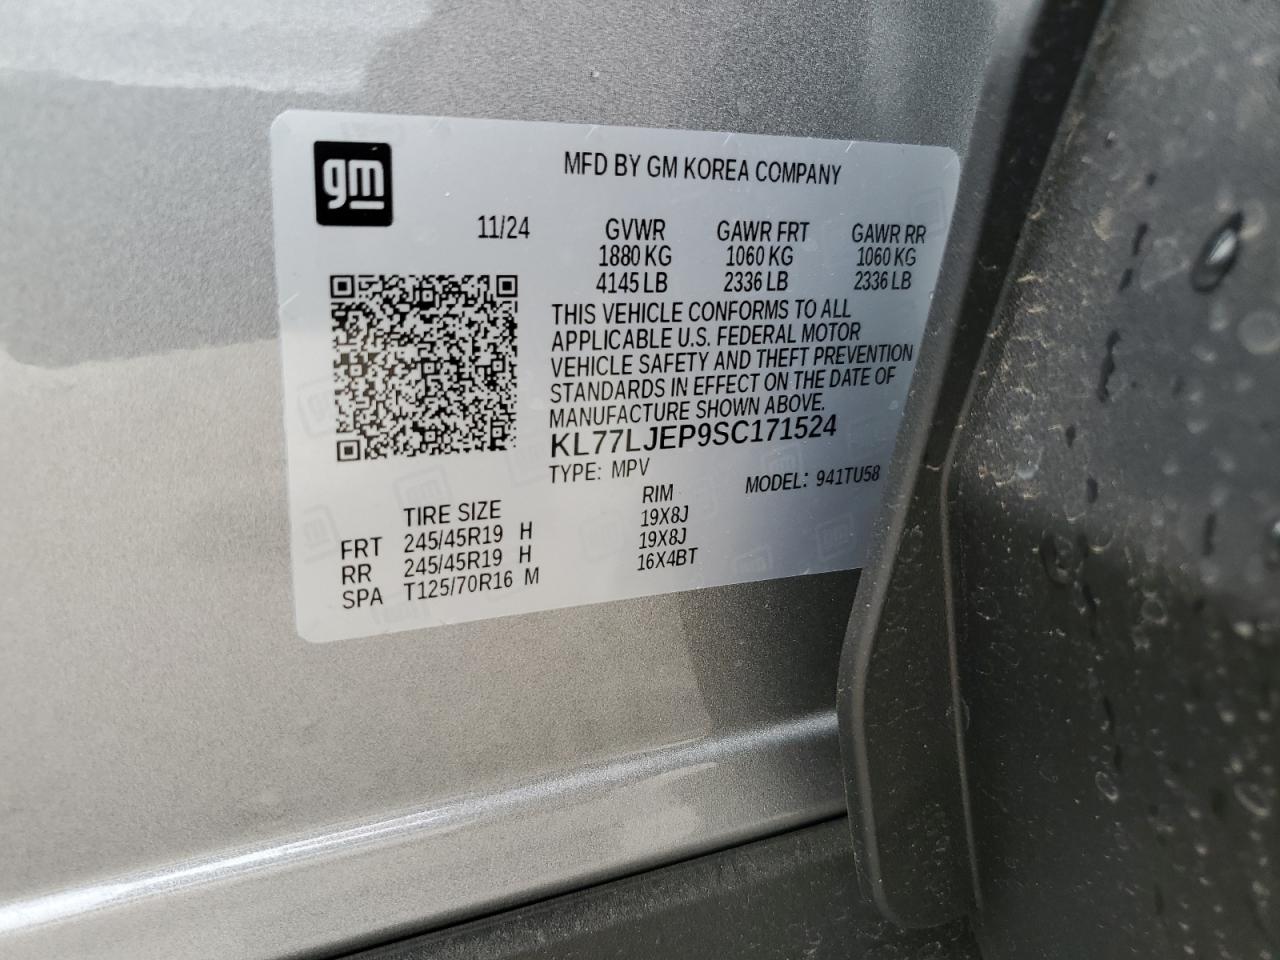 gm
MFD BY GM KOREA COMPANY
11/24 GVWR GAWR FRT GAWR RR
1880 KG 1060 KG 1060 KG
4145 LB 2336 LB 2336 LB
THIS VEHICLE CONFORMS TO ALL
APPLICABLE U.S. FEDERAL MOTOR
VEHICLE SAFETY AND THEFT PREVENTION
STANDARDS IN EFFECT ON THE DATE OF
MANUFACTURE SHOWN ABOVE.
KL77LJEP9SC171524
TYPE: MPV MODEL: 941TU58
TIRE SIZE RIM
FRT 245/45R19 H 19X8J
RR 245/45R19 H 19X8J
SPA T125/70R16 M 16X4BT